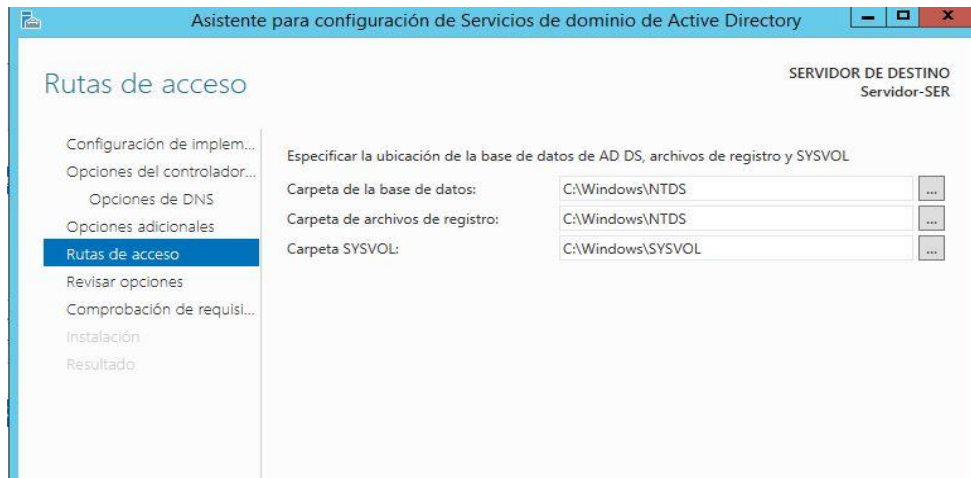 Asistente para configuración de Servicios de dominio de Active Directory
Rutas de acceso
SERVIDOR DE DESTINO
Servidor-SER
Configuración de implem...
Opciones del controlador...
Opciones de DNS
Opciones adicionales
Rutas de acceso
Revisar opciones
Comprobación de requisi...
Instalación
Resultado
Especificar la ubicación de la base de datos de AD DS, archivos de registro y SYSVOL
Carpeta de la base de datos: C:\Windows\NTDS ...
Carpeta de archivos de registro: C:\Windows\NTDS ...
Carpeta SYSVOL: C:\Windows\SYSVOL ...